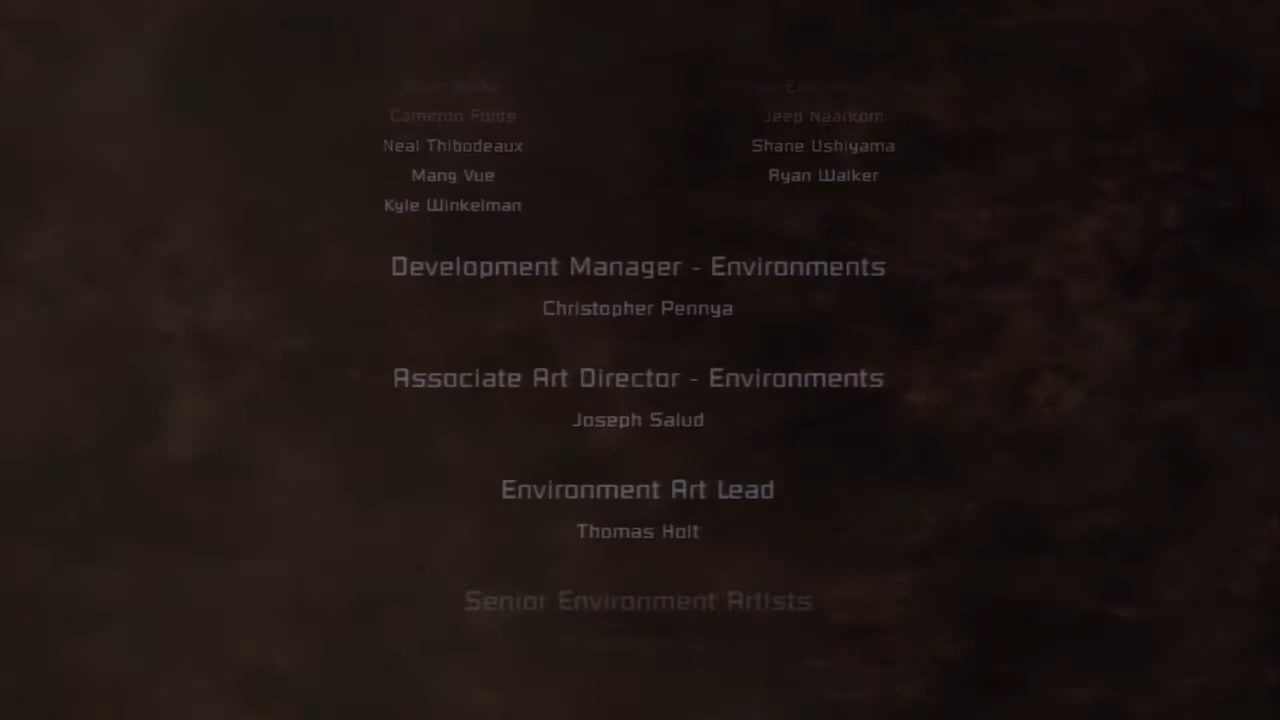 Cameron Folds
Jeep Naarkom
Neal Thibodeaux
Shane Ushiyama
Mang Vue
Ryan Walker
Kyle Winkelman
Development Manager - Environments
Christopher Pennya
Associate Art Director - Environments
Joseph Salud
Environment Art Lead
Thomas Holt
Senior Environment Artists